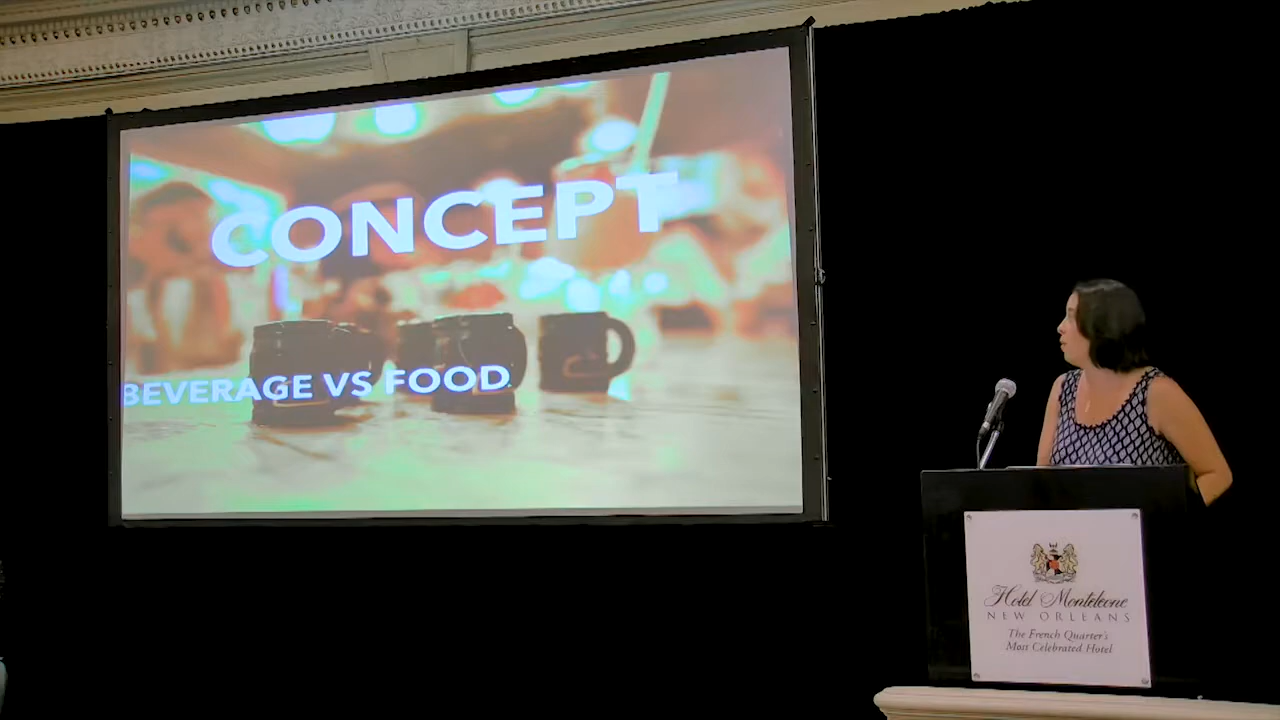 CONCEPT
BEVERAGE VS FOOD
Hotel Monteleone
NEW ORLEANS
The French Quarter's
Most Celebrated Hotel